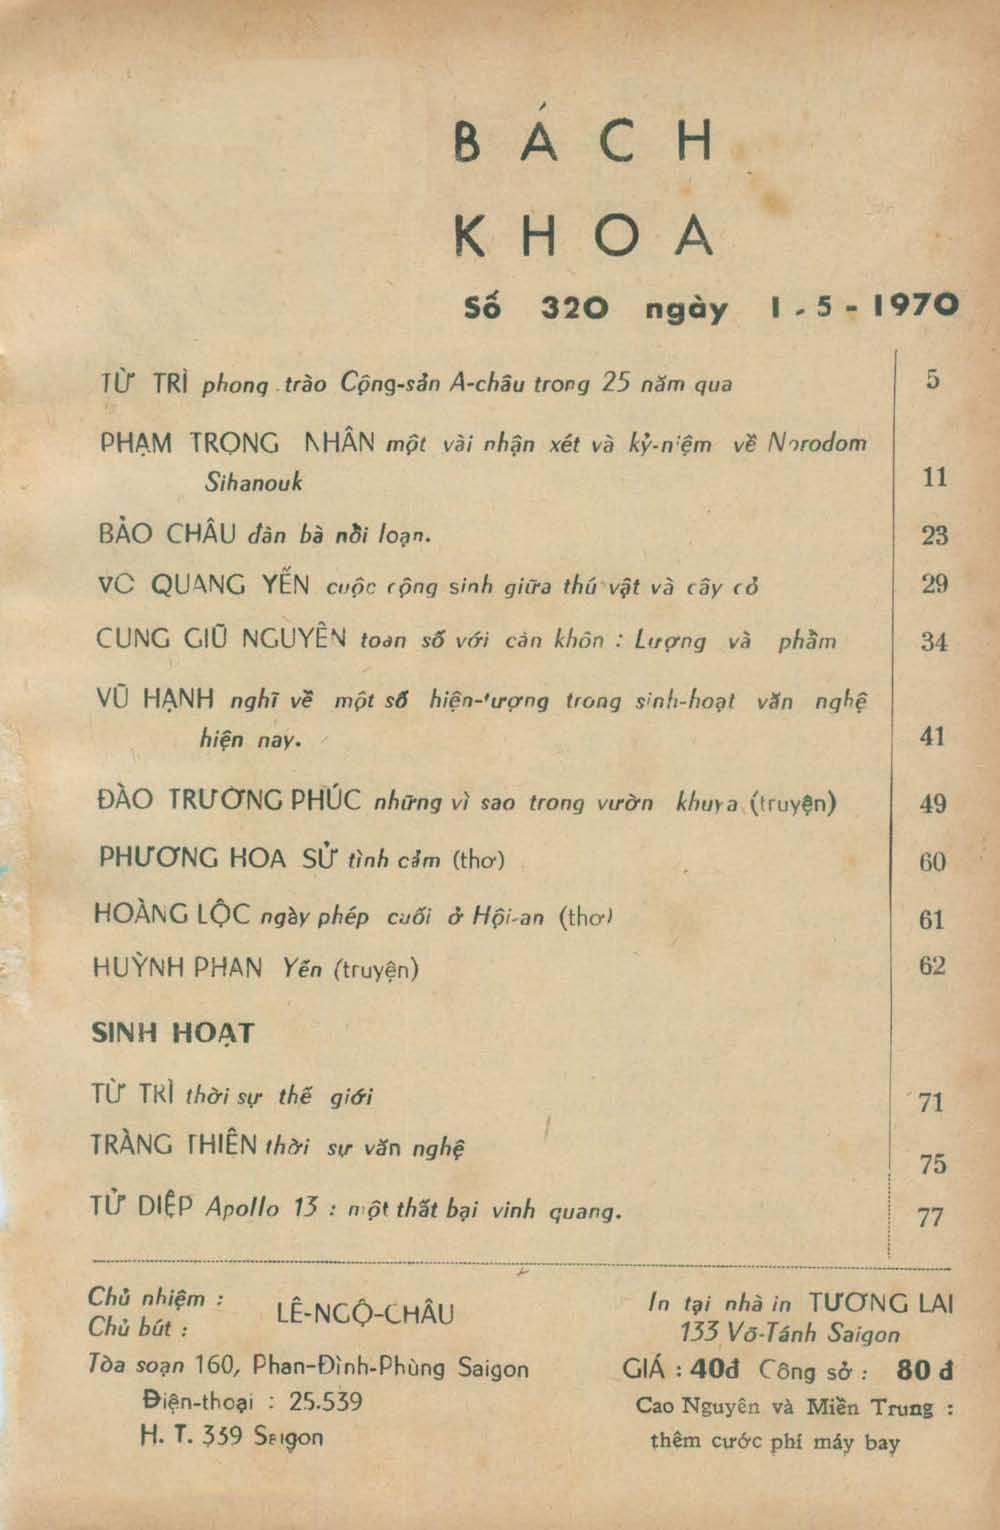 BÁCH
KHOA
Số 320 ngày 1-5-1970
TỪ TRÌ phong trào Cộng-sản A-châu trong 25 năm qua 5
PHẠM TRỌNG NHÂN một vài nhận xét và kỷ-niệm về Norodom
Sihanouk 11
BẢO CHÂU đàn bà nổi loạn. 23
VÕ QUANG YẾN cuộc cộng sinh giữa thú vật và cây cỏ 29
CUNG GIŨ NGUYÊN toán số với càn khôn : Lượng và phẩm 34
VŨ HẠNH nghĩ về một số hiện-tượng trong sinh-hoạt văn nghệ
hiện nay. 41
ĐÀO TRƯỜNG PHÚC những vì sao trong vườn khuya (truyện) 49
PHƯƠNG HOA SỬ tình cảm (thơ) 60
HOÀNG LỘC ngày phép cuối ở Hội-an (thơ) 61
HUỲNH PHAN Yến (truyện) 62
SINH HOẠT
TỪ TRÌ thời sự thế giới 71
TRÀNG THIÊN thời sự văn nghệ 75
TỬ DIỆP Apollo 13 : một thất bại vinh quang. 77
Chủ nhiệm :
Chủ bút :
LÊ-NGỘ-CHÂU
Tòa soạn 160, Phan-Đình-Phùng Saigon
Điện-thoại : 25.539
H. T. 339 Saigon
In tại nhà in TƯƠNG LAI
133 Võ-Tánh Saigon
GIÁ : 40đ Công sở : 80 đ
Cao Nguyên và Miền Trung :
thêm cước phí máy bay